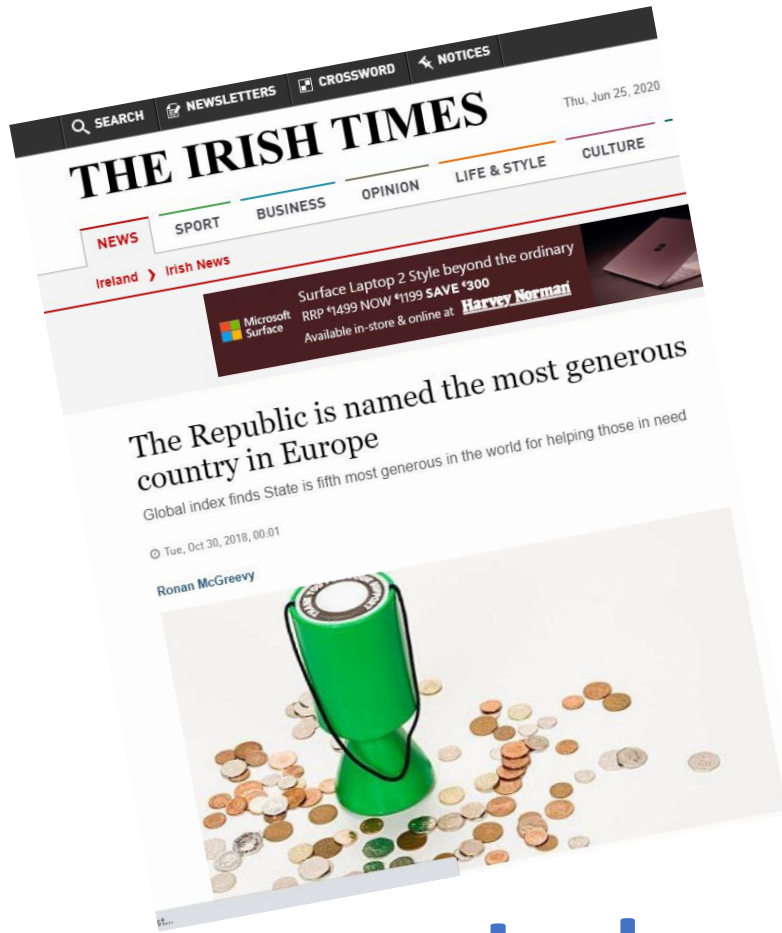 SEARCH NEWSLETTERS CROSSWORD NOTICES
THE IRISH TIMES
Thu, Jun 25, 2020
NEWS SPORT BUSINESS OPINION LIFE & STYLE CULTURE
Ireland ❯ Irish News
Microsoft
Surface
Surface Laptop 2 Style beyond the ordinary
RRP €1499 NOW €1199 SAVE €300
Available in-store & online at Harvey Norman
The Republic is named the most generous
country in Europe
Global index finds State is fifth most generous in the world for helping those in need
Tue, Oct 30, 2018, 00:01
Ronan McGreevy
THANK YOU SUPPORT